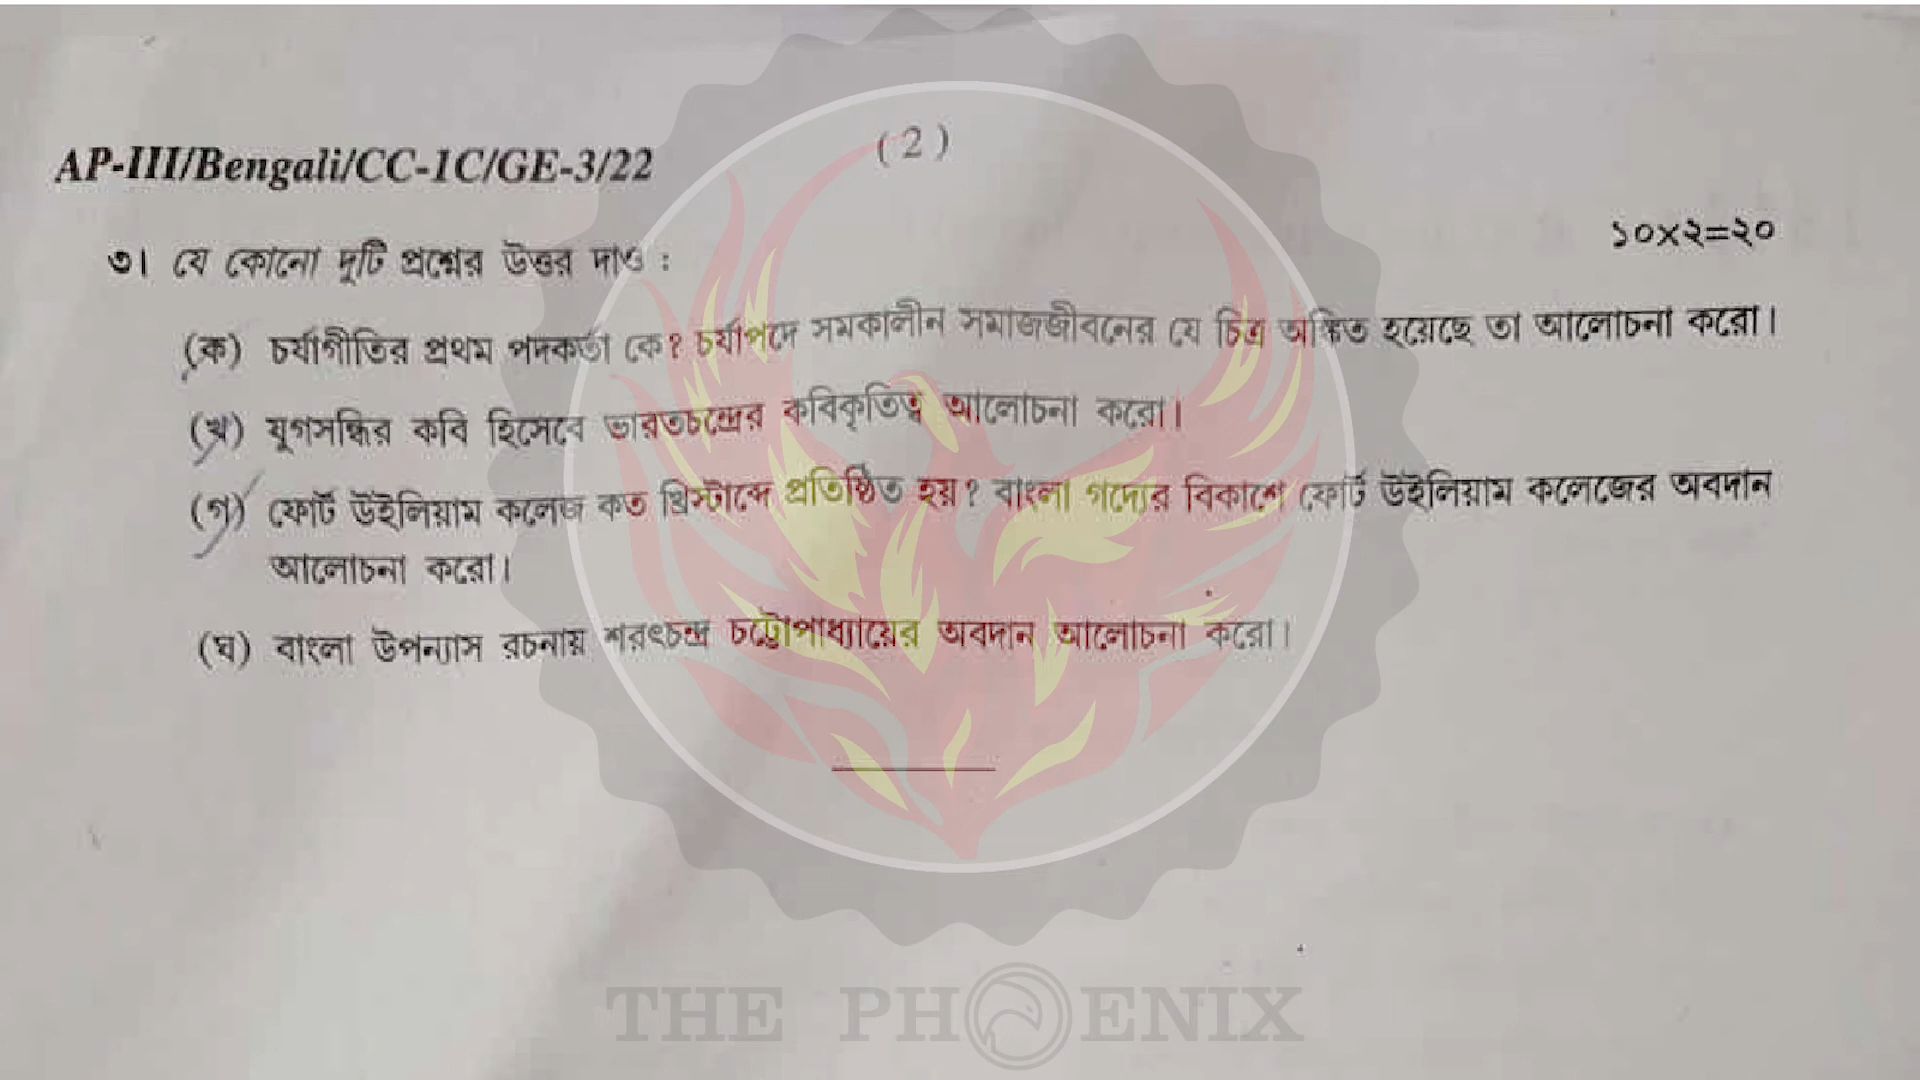 ( 2 )
AP-III/Bengali/CC-1C/GE-3/22
১০×২=২০
৩। যে কোনো দুটি প্রশ্নের উত্তর দাও :
(ক) চর্যাগীতির প্রথম পদকর্তা কে? চর্যাপদে সমকালীন সমাজজীবনের যে চিত্র অঙ্কিত হয়েছে তা আলোচনা করো।
(খ) যুগসন্ধির কবি হিসেবে ভারতচন্দ্রের কবিকৃতিত্ব আলোচনা করো।
(গ) ফোর্ট উইলিয়াম কলেজ কত খ্রিস্টাব্দে প্রতিষ্ঠিত হয়? বাংলা গদ্যের বিকাশে ফোর্ট উইলিয়াম কলেজের অবদান
আলোচনা করো।
(ঘ) বাংলা উপন্যাস রচনায় শরৎচন্দ্র চট্টোপাধ্যায়ের অবদান আলোচনা করো।
THE PHOENIX